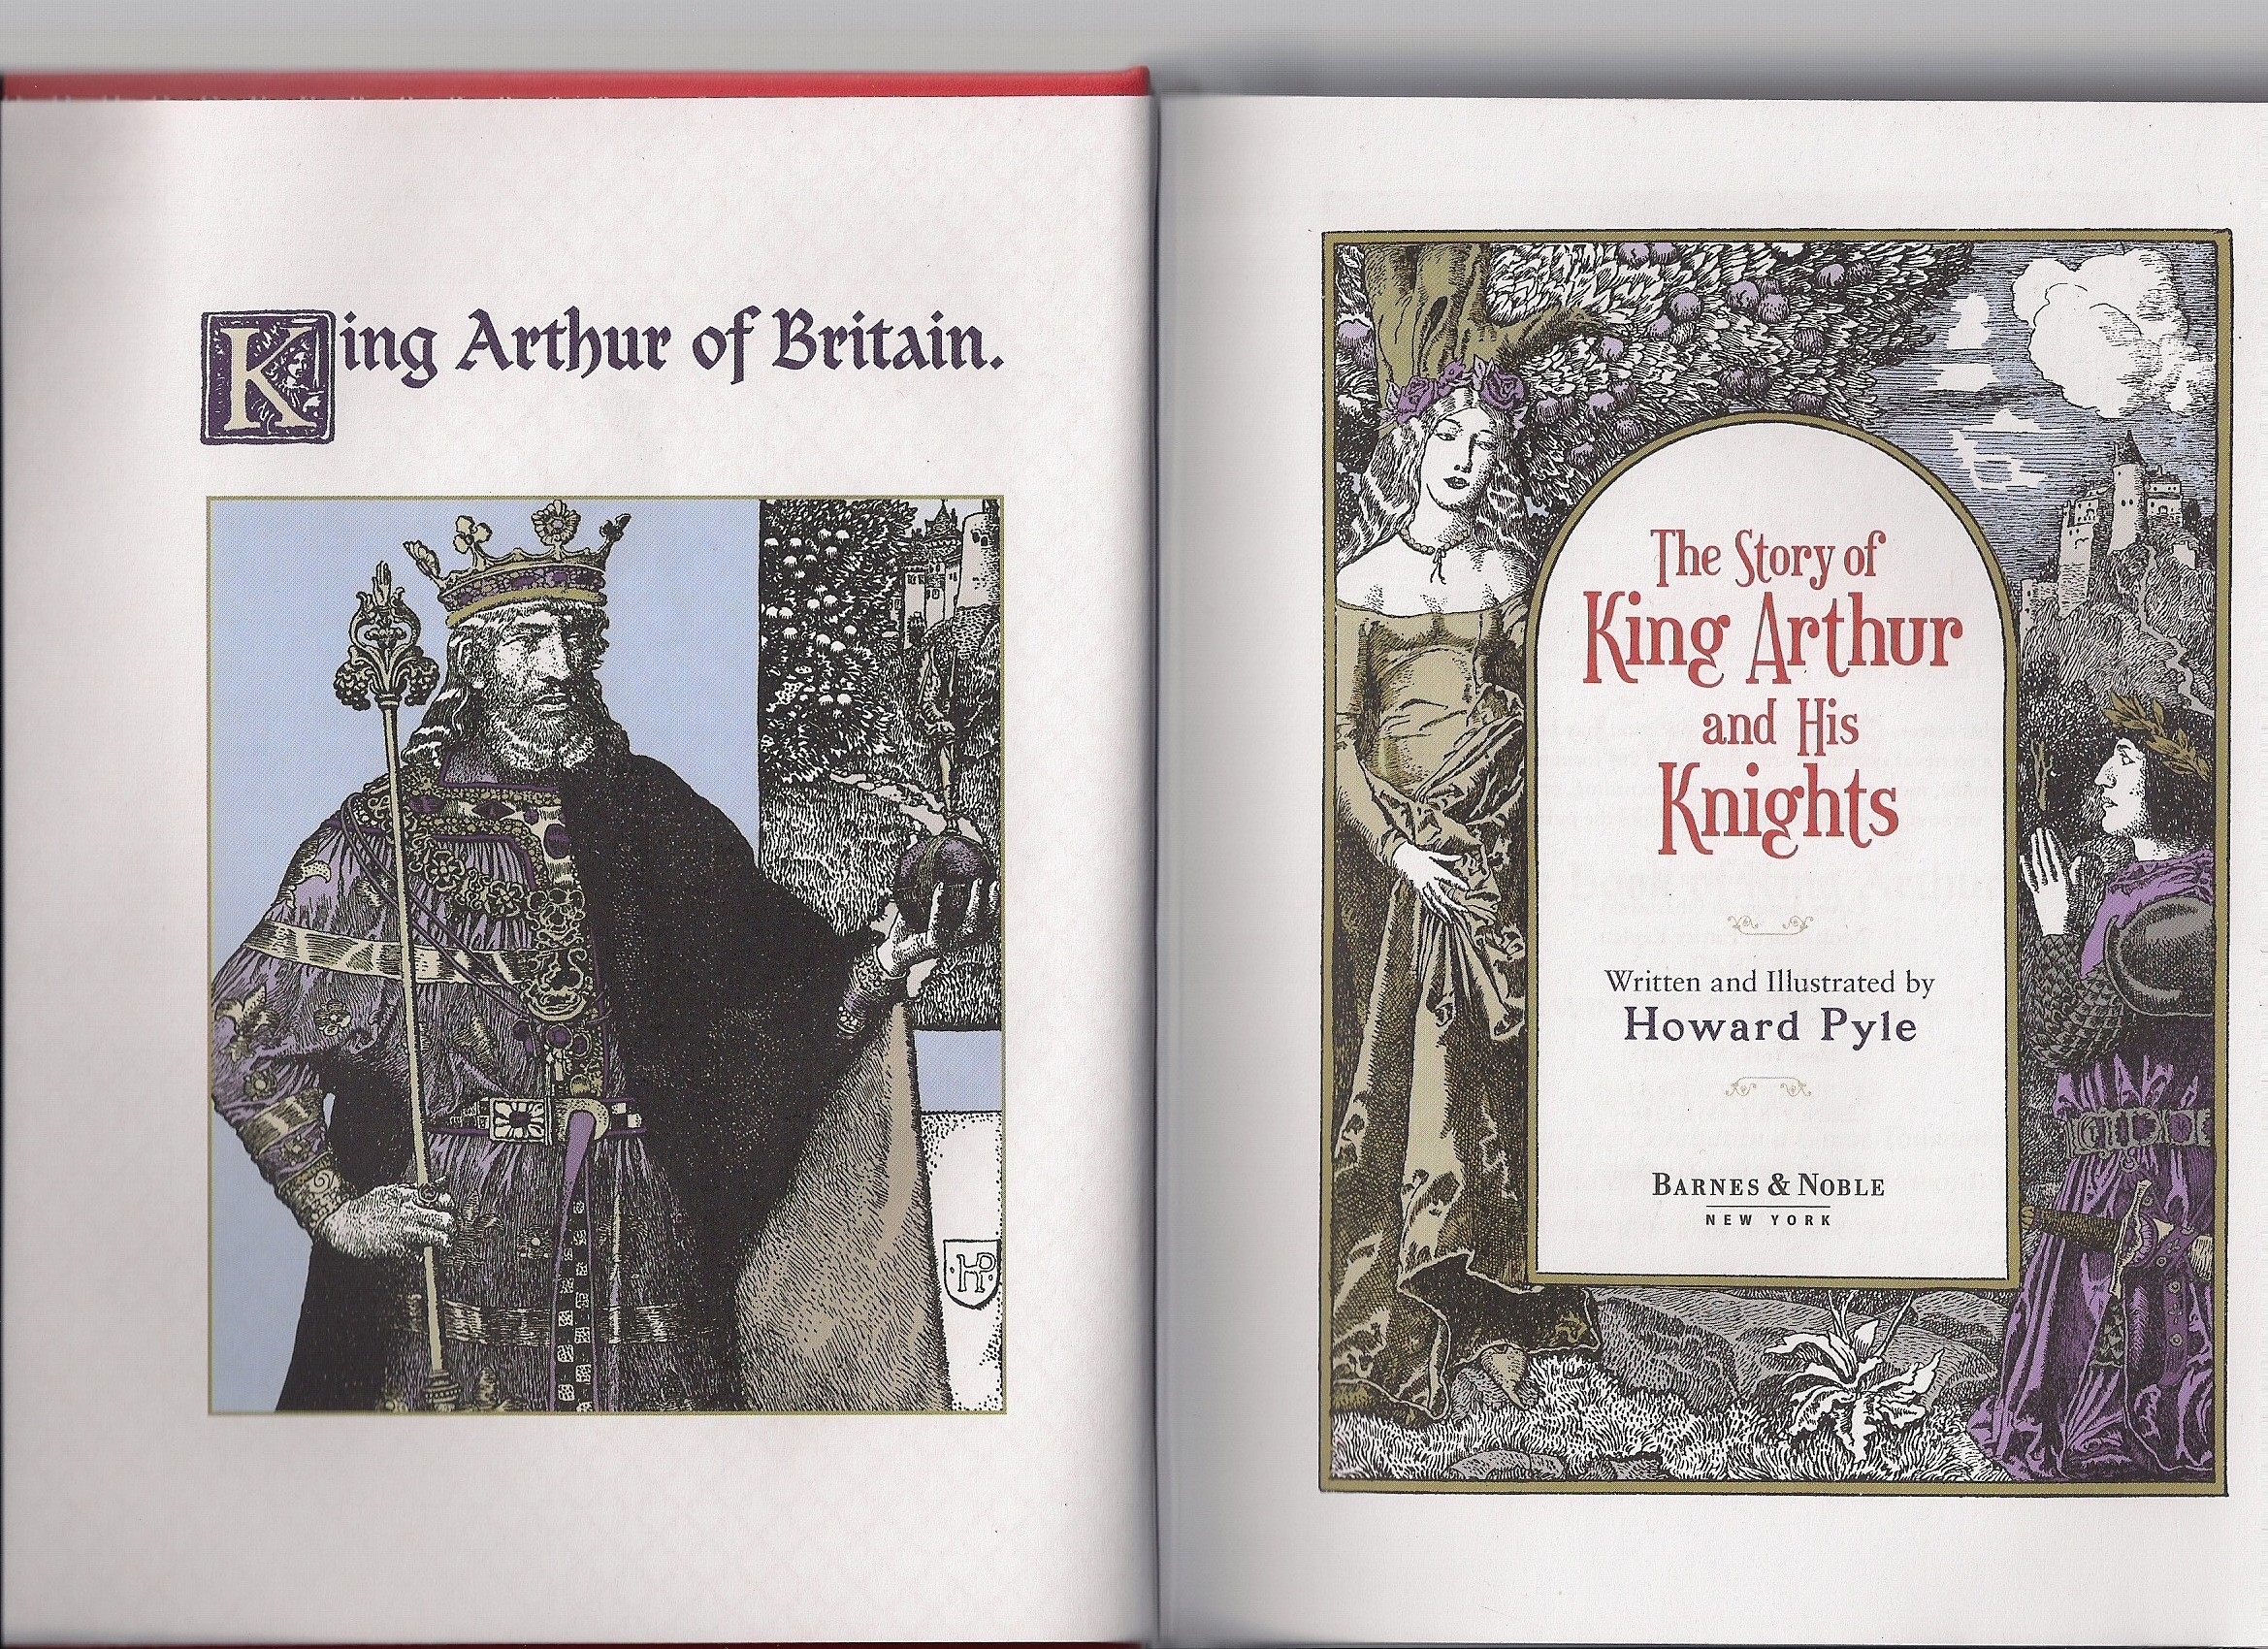 King Arthur of Britain.
HP
The Story of
King Arthur
and His
Knights
Written and Illustrated by
Howard Pyle
BARNES & NOBLE
NEW YORK